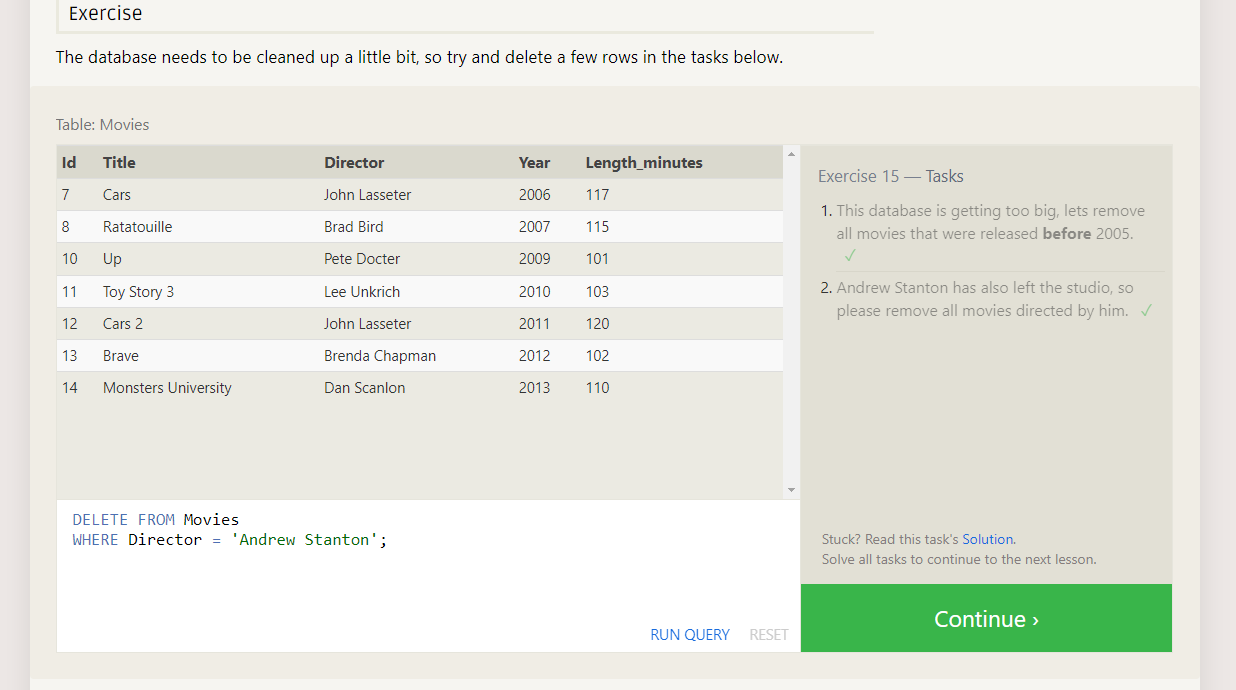 Exercise
The database needs to be cleaned up a little bit, so try and delete a few rows in the tasks below.
Table: Movies
Id Title Director Year Length_minutes
7 Cars John Lasseter 2006 117
8 Ratatouille Brad Bird 2007 115
10 Up Pete Docter 2009 101
11 Toy Story 3 Lee Unkrich 2010 103
12 Cars 2 John Lasseter 2011 120
13 Brave Brenda Chapman 2012 102
14 Monsters University Dan Scanlon 2013 110
DELETE FROM Movies
WHERE Director = 'Andrew Stanton';
RUN QUERY RESET
Exercise 15 — Tasks
1. This database is getting too big, lets remove
all movies that were released before 2005.
✓
2. Andrew Stanton has also left the studio, so
please remove all movies directed by him. ✓
Stuck? Read this task's Solution.
Solve all tasks to continue to the next lesson.
Continue ›